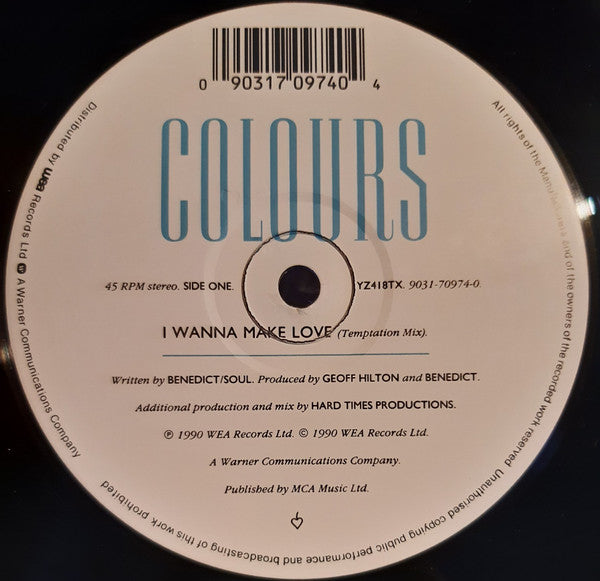 0 90317 09740 4
COLOURS
45 RPM stereo. SIDE ONE. YZ418TX. 9031-70974-0.
I WANNA MAKE LOVE (Temptation Mix).
Written by BENEDICT/SOUL. Produced by GEOFF HILTON and BENEDICT.
Additional production and mix by HARD TIMES PRODUCTIONS.
℗ 1990 WEA Records Ltd. © 1990 WEA Records Ltd.
A Warner Communications Company.
Published by MCA Music Ltd.
All rights of the Manufacturers and of the owners of the recorded work reserved Unauthorised copying public performance and broadcasting of this work prohibited
Distributed by wea Records Ltd A Warner Communications Company